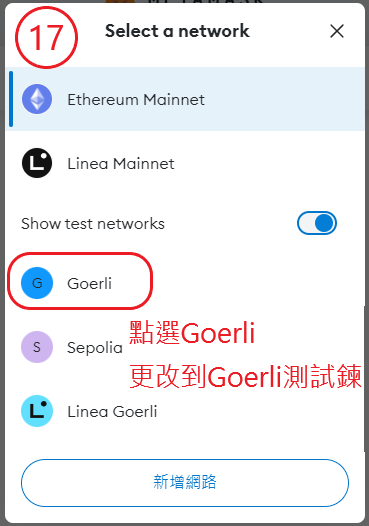 17
Select a network
Ethereum Mainnet
Linea Mainnet
Show test networks
G
Goerli
點選Goerli
S
Sepolia
更改到Goerli測試鍊
Linea Goerli
新增網路